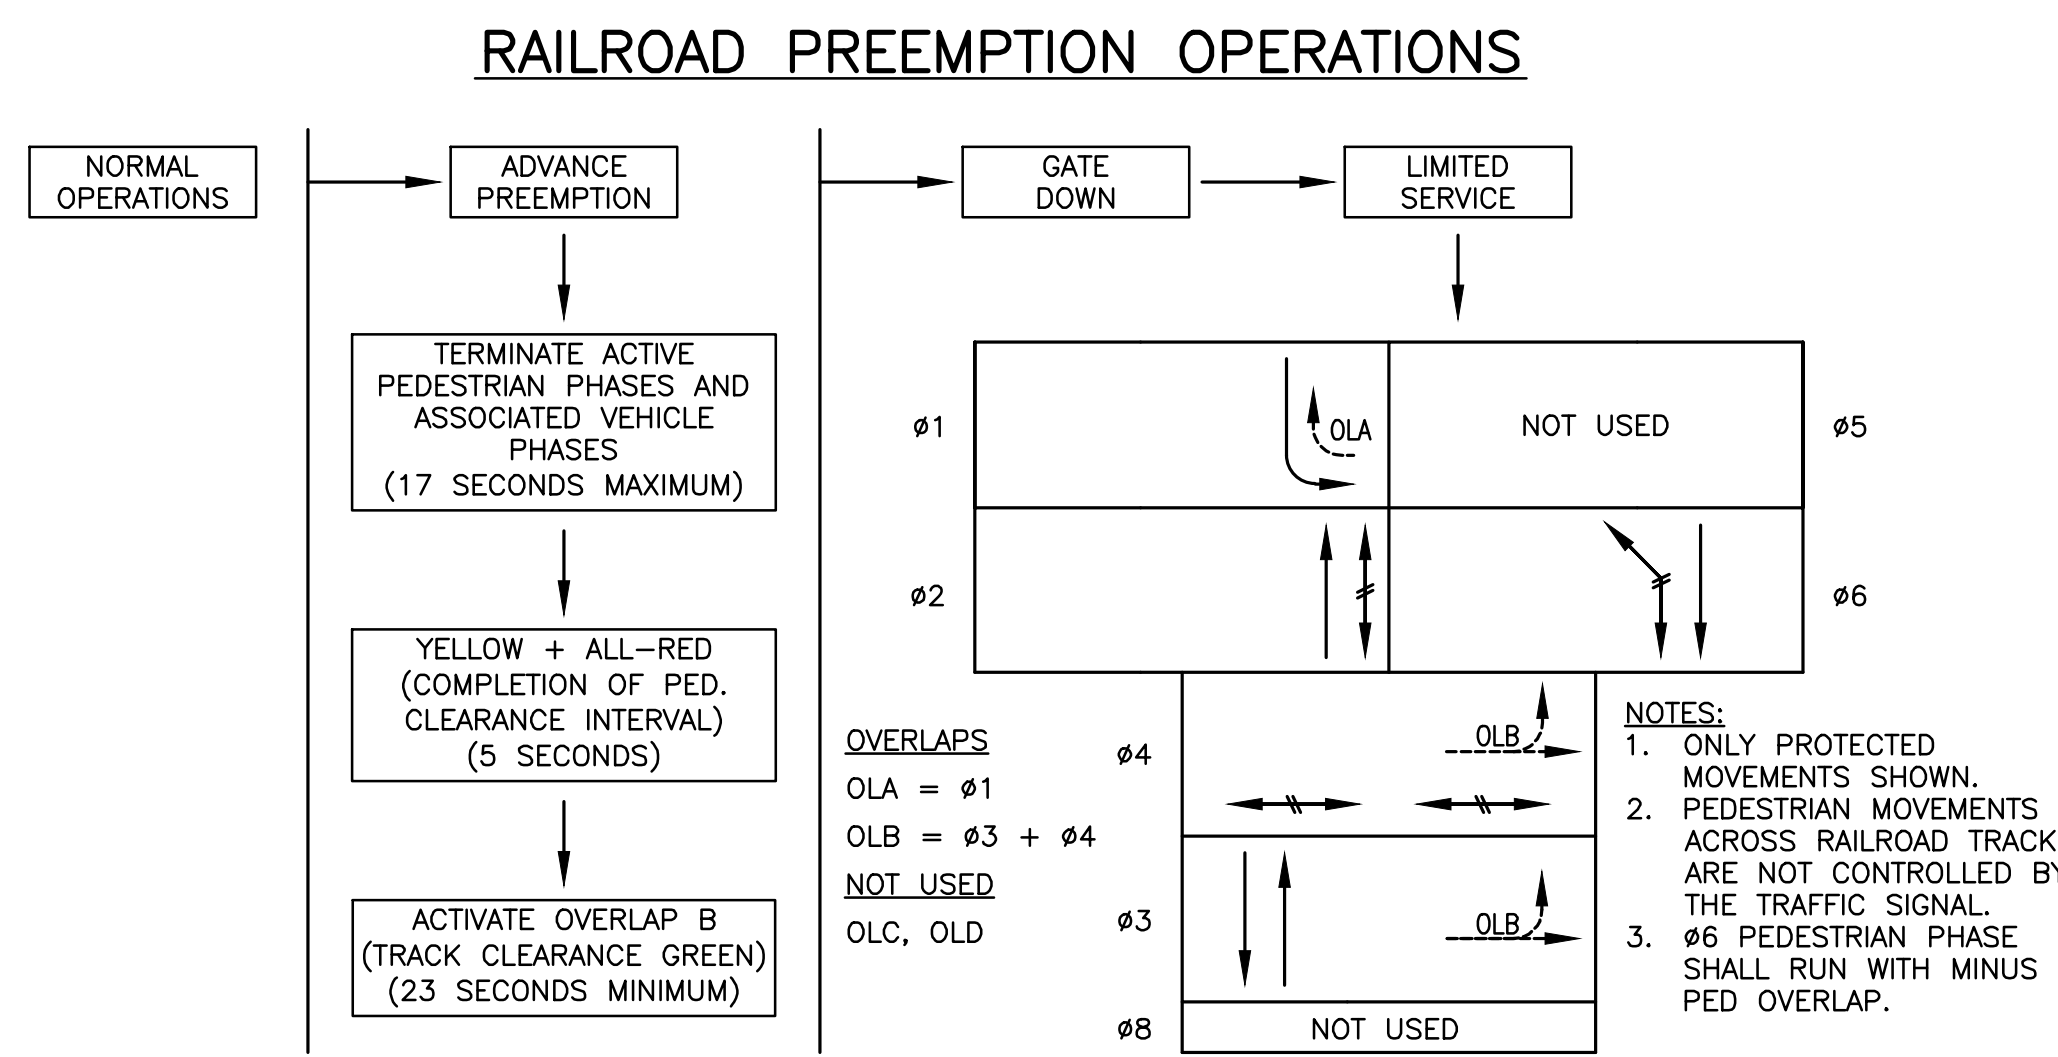 RAILROAD PREEMPTION OPERATIONS
NORMAL
OPERATIONS
ADVANCE
PREEMPTION
TERMINATE ACTIVE
PEDESTRIAN PHASES AND
ASSOCIATED VEHICLE
PHASES
(17 SECONDS MAXIMUM)
YELLOW + ALL-RED
(COMPLETION OF PED.
CLEARANCE INTERVAL)
(5 SECONDS)
ACTIVATE OVERLAP B
(TRACK CLEARANCE GREEN)
(23 SECONDS MINIMUM)
GATE
DOWN
LIMITED
SERVICE
ø1
OLA
NOT USED
ø5
ø2
ø6
OVERLAPS
OLA = ø1
OLB = ø3 + ø4
NOT USED
OLC, OLD
ø4
OLB
ø3
OLB
ø8
NOT USED
NOTES:
1. ONLY PROTECTED
MOVEMENTS SHOWN.
2. PEDESTRIAN MOVEMENTS
ACROSS RAILROAD TRACK
ARE NOT CONTROLLED BY
THE TRAFFIC SIGNAL.
3. ø6 PEDESTRIAN PHASE
SHALL RUN WITH MINUS
PED OVERLAP.